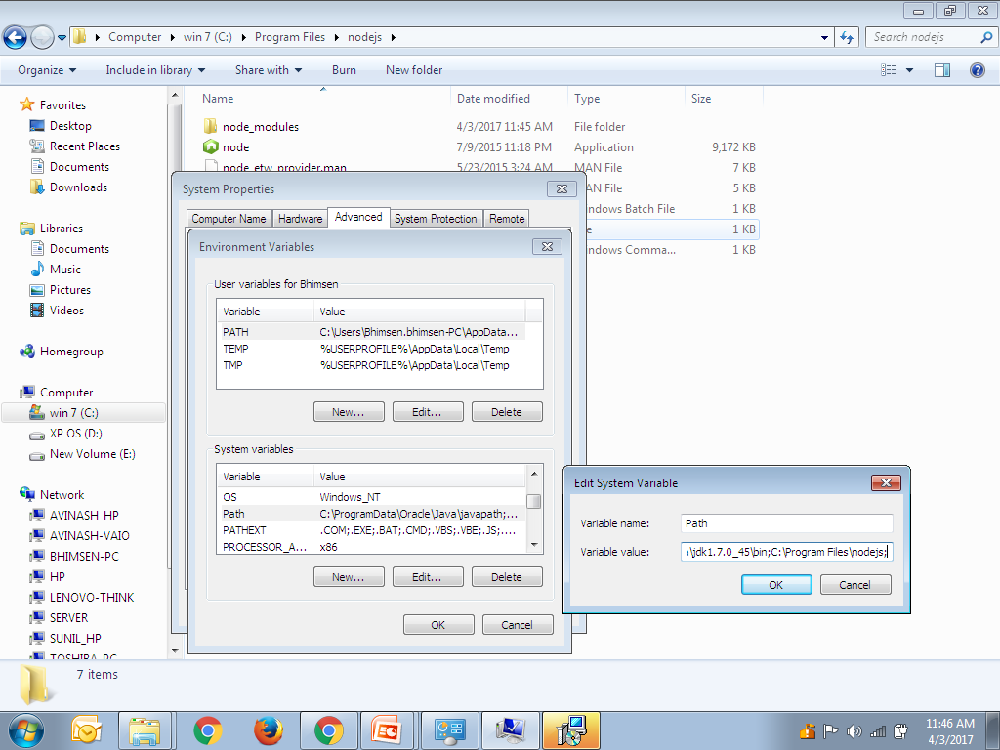 Computer win 7 (C:) Program Files nodejs Search nodejs
Organize Include in library Share with Burn New folder
Name Date modified Type Size
node_modules 4/3/2017 11:45 AM File folder
node 7/9/2015 11:18 PM Application 9,172 KB
node_etw_provider.man 5/23/2015 3:24 AM MAN File 7 KB
MAN File 5 KB
indows Batch File 1 KB
e 1 KB
indows Comma... 1 KB
Favorites
Desktop
Recent Places
Documents
Downloads
Libraries
Documents
Music
Pictures
Videos
Homegroup
Computer
win 7 (C:)
XP OS (D:)
New Volume (E:)
Network
AVINASH_HP
AVINASH-VAIO
BHIMSEN-PC
HP
LENOVO-THINK
SERVER
SUNIL_HP
TOSHIBA_PC
System Properties
Computer Name Hardware Advanced System Protection Remote
Environment Variables
User variables for Bhimsen
Variable Value
PATH C:\Users\Bhimsen.bhimsen-PC\AppData...
TEMP %USERPROFILE%\AppData\Local\Temp
TMP %USERPROFILE%\AppData\Local\Temp
New... Edit... Delete
System variables
Variable Value
OS Windows_NT
Path C:\ProgramData\Oracle\Java\javapath;...
PATHEXT .COM;.EXE;.BAT;.CMD;.VBS;.VBE;.JS;....
PROCESSOR_A... x86
New... Edit... Delete
OK Cancel
Edit System Variable
Variable name: Path
Variable value: \jdk1.7.0_45\bin;C:\Program Files\nodejs;
OK Cancel
7 items
11:46 AM
4/3/2017